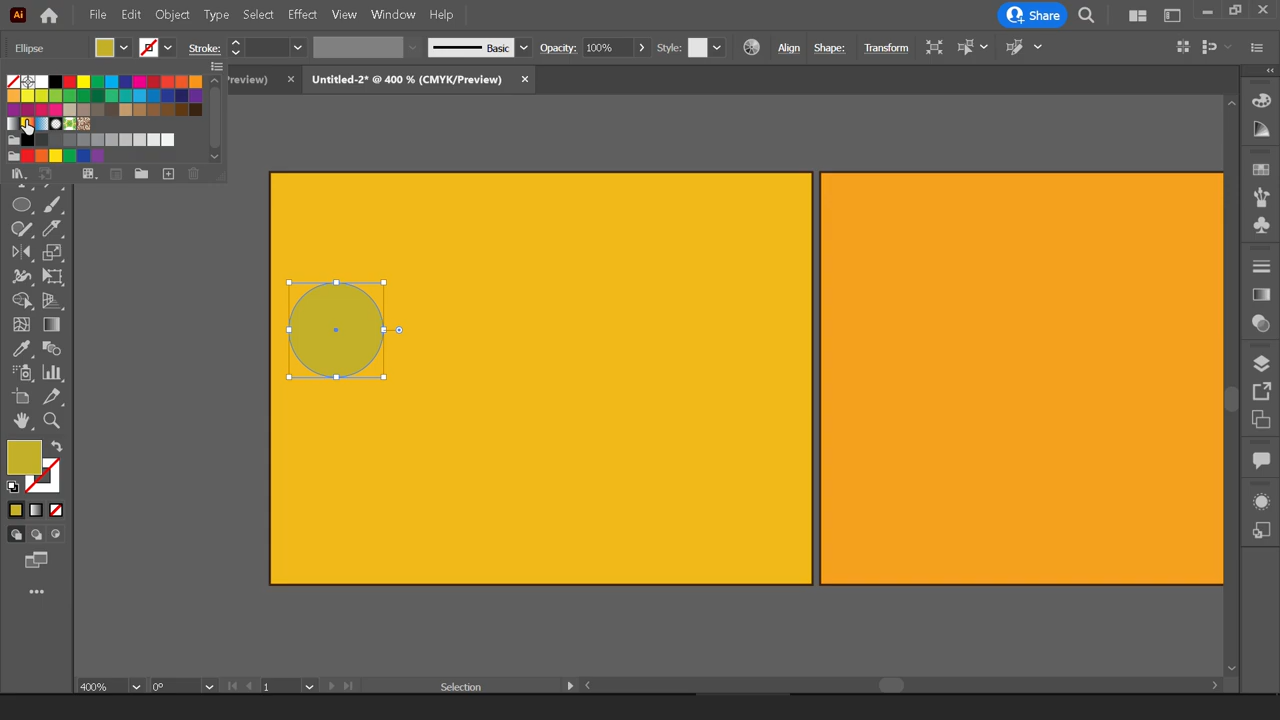 Ai File Edit Object Type Select Effect View Window Help Share
Ellipse Stroke: Basic Opacity: 100% Style: Align Shape: Transform
review) × Untitled-2* @ 400 % (CMYK/Preview) ×
400% 0° 1 Selection